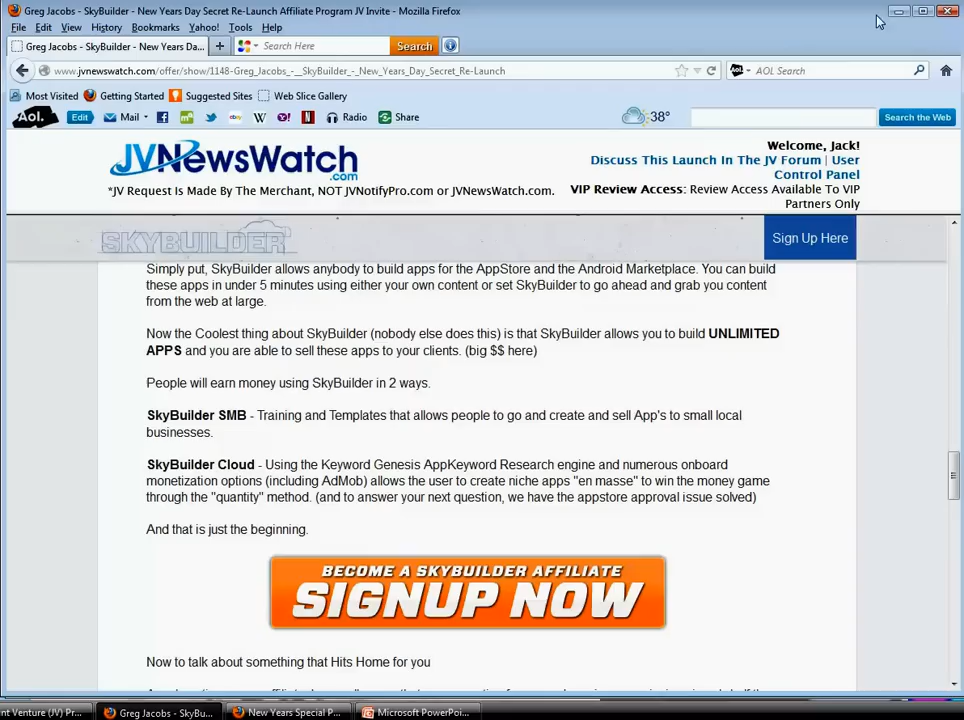 Greg Jacobs - SkyBuilder - New Years Day Secret Re-Launch Affiliate Program JV Invite - Mozilla Firefox
File Edit View History Bookmarks Yahoo! Tools Help
Greg Jacobs - SkyBuilder - New Years Da... + Search Here Search
www.jvnewswatch.com/offer/show/1148-Greg_Jacobs_-__SkyBuilder_-_New_Years_Day_Secret_Re-Launch Aol. AOL Search
Most Visited Getting Started Suggested Sites Web Slice Gallery
Aol. Edit Mail Radio Share 38° Search the Web
JVNewsWatch.com
Welcome, Jack!
Discuss This Launch In The JV Forum | User
Control Panel
*JV Request Is Made By The Merchant, NOT JVNotifyPro.com or JVNewsWatch.com.
VIP Review Access: Review Access Available To VIP
Partners Only
SKYBUILDER Sign Up Here
Simply put, SkyBuilder allows anybody to build apps for the AppStore and the Android Marketplace. You can build
these apps in under 5 minutes using either your own content or set SkyBuilder to go ahead and grab you content
from the web at large.
Now the Coolest thing about SkyBuilder (nobody else does this) is that SkyBuilder allows you to build UNLIMITED
APPS and you are able to sell these apps to your clients. (big $$ here)
People will earn money using SkyBuilder in 2 ways.
SkyBuilder SMB - Training and Templates that allows people to go and create and sell App's to small local
businesses.
SkyBuilder Cloud - Using the Keyword Genesis AppKeyword Research engine and numerous onboard
monetization options (including AdMob) allows the user to create niche apps "en masse" to win the money game
through the "quantity" method. (and to answer your next question, we have the appstore approval issue solved)
And that is just the beginning.
BECOME A SKYBUILDER AFFILIATE
SIGNUP NOW
Now to talk about something that Hits Home for you
nt Venture (JV) Pr... Greg Jacobs - SkyBu... New Years Special P... Microsoft PowerPoi...